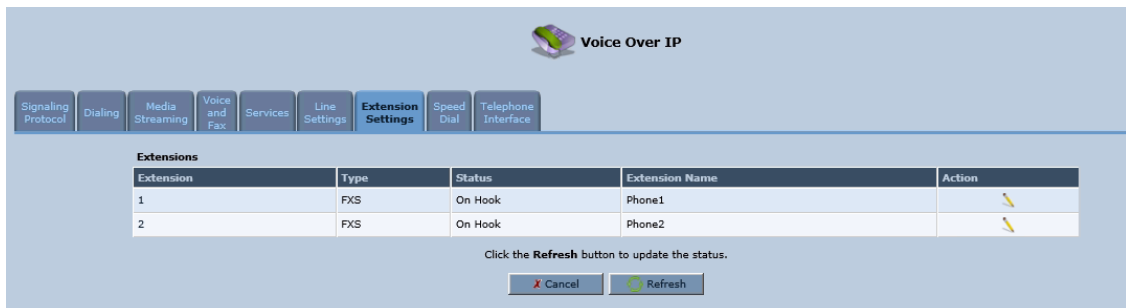 Voice Over IP
Signaling Protocol
Dialing
Media Streaming
Voice and Fax
Services
Line Settings
Extension Settings
Speed Dial
Telephone Interface
Extensions
Extension Type Status Extension Name Action
1 FXS On Hook Phone1
2 FXS On Hook Phone2
Click the Refresh button to update the status.
Cancel Refresh